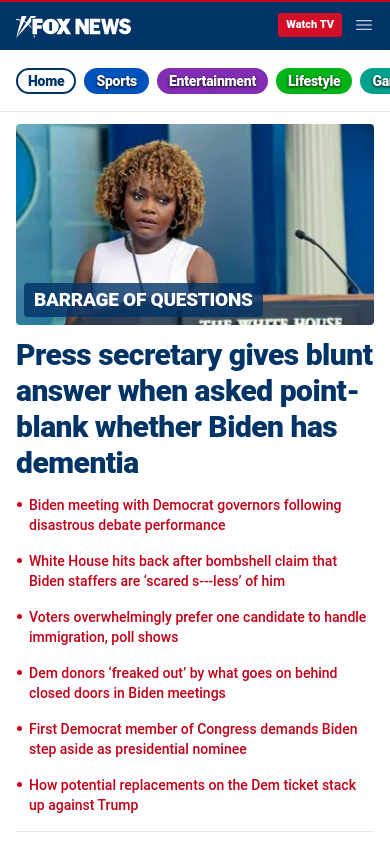 FOX NEWS
Watch TV
Home
Sports
Entertainment
Lifestyle
Ga
THE WHITE HOUSE
BARRAGE OF QUESTIONS
Press secretary gives blunt
answer when asked point-
blank whether Biden has
dementia
Biden meeting with Democrat governors following
disastrous debate performance
White House hits back after bombshell claim that
Biden staffers are ‘scared s---less’ of him
Voters overwhelmingly prefer one candidate to handle
immigration, poll shows
Dem donors ‘freaked out’ by what goes on behind
closed doors in Biden meetings
First Democrat member of Congress demands Biden
step aside as presidential nominee
How potential replacements on the Dem ticket stack
up against Trump